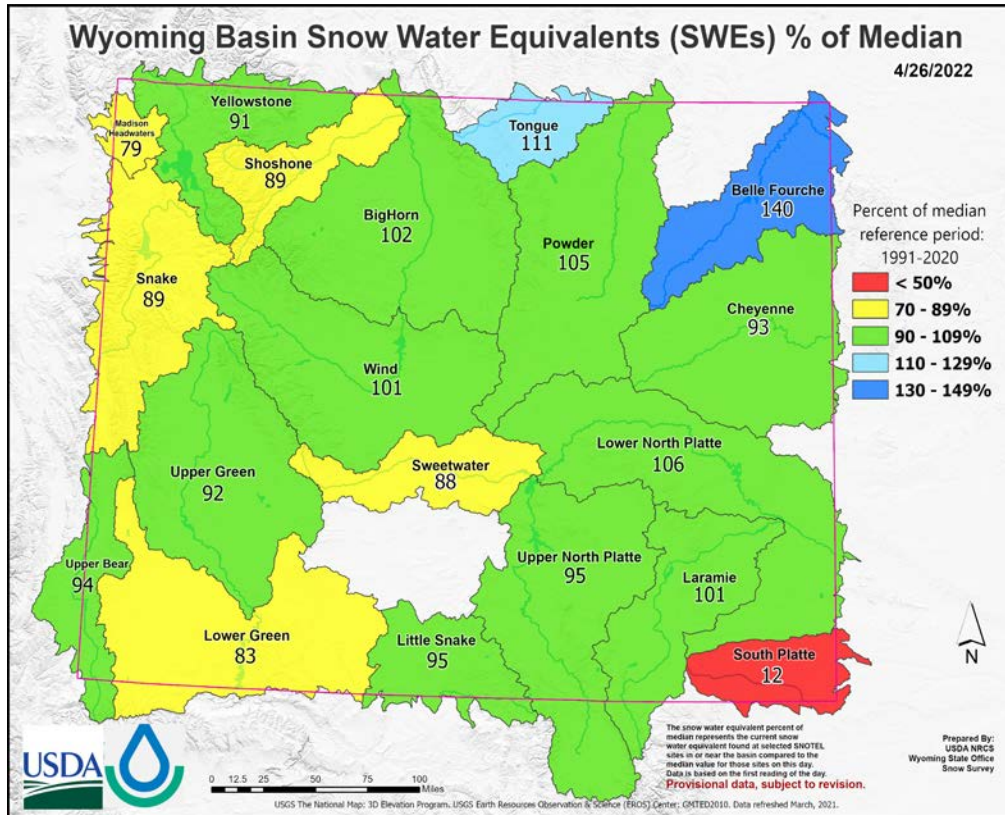 Wyoming Basin Snow Water Equivalents (SWEs) % of Median
4/26/2022
Yellowstone
91
Madison
Headwaters
79
Shoshone
89
Tongue
111
Belle Fourche
140
BigHorn
102
Powder
105
Snake
89
Cheyenne
93
Wind
101
Lower North Platte
106
Sweetwater
88
Upper Green
92
Upper North Platte
95
Upper Bear
94
Laramie
101
Lower Green
83
Little Snake
95
South Platte
12
Percent of median
reference period:
1991-2020
< 50%
70 - 89%
90 - 109%
110 - 129%
130 - 149%
N
USDA
0 12.5 25 50 75 100
Miles
The snow water equivalent percent of
median represents the current snow
water equivalent found at selected SNOTEL
sites in or near the basin compared to the
median value for those sites on this day.
Data is based on the first reading of the day.
Provisional data, subject to revision.
Prepared By:
USDA NRCS
Wyoming State Office
Snow Survey
USGS The National Map: 3D Elevation Program. USGS Earth Resources Observation & Science (EROS) Center: GMTED2010. Data refreshed March, 2021.